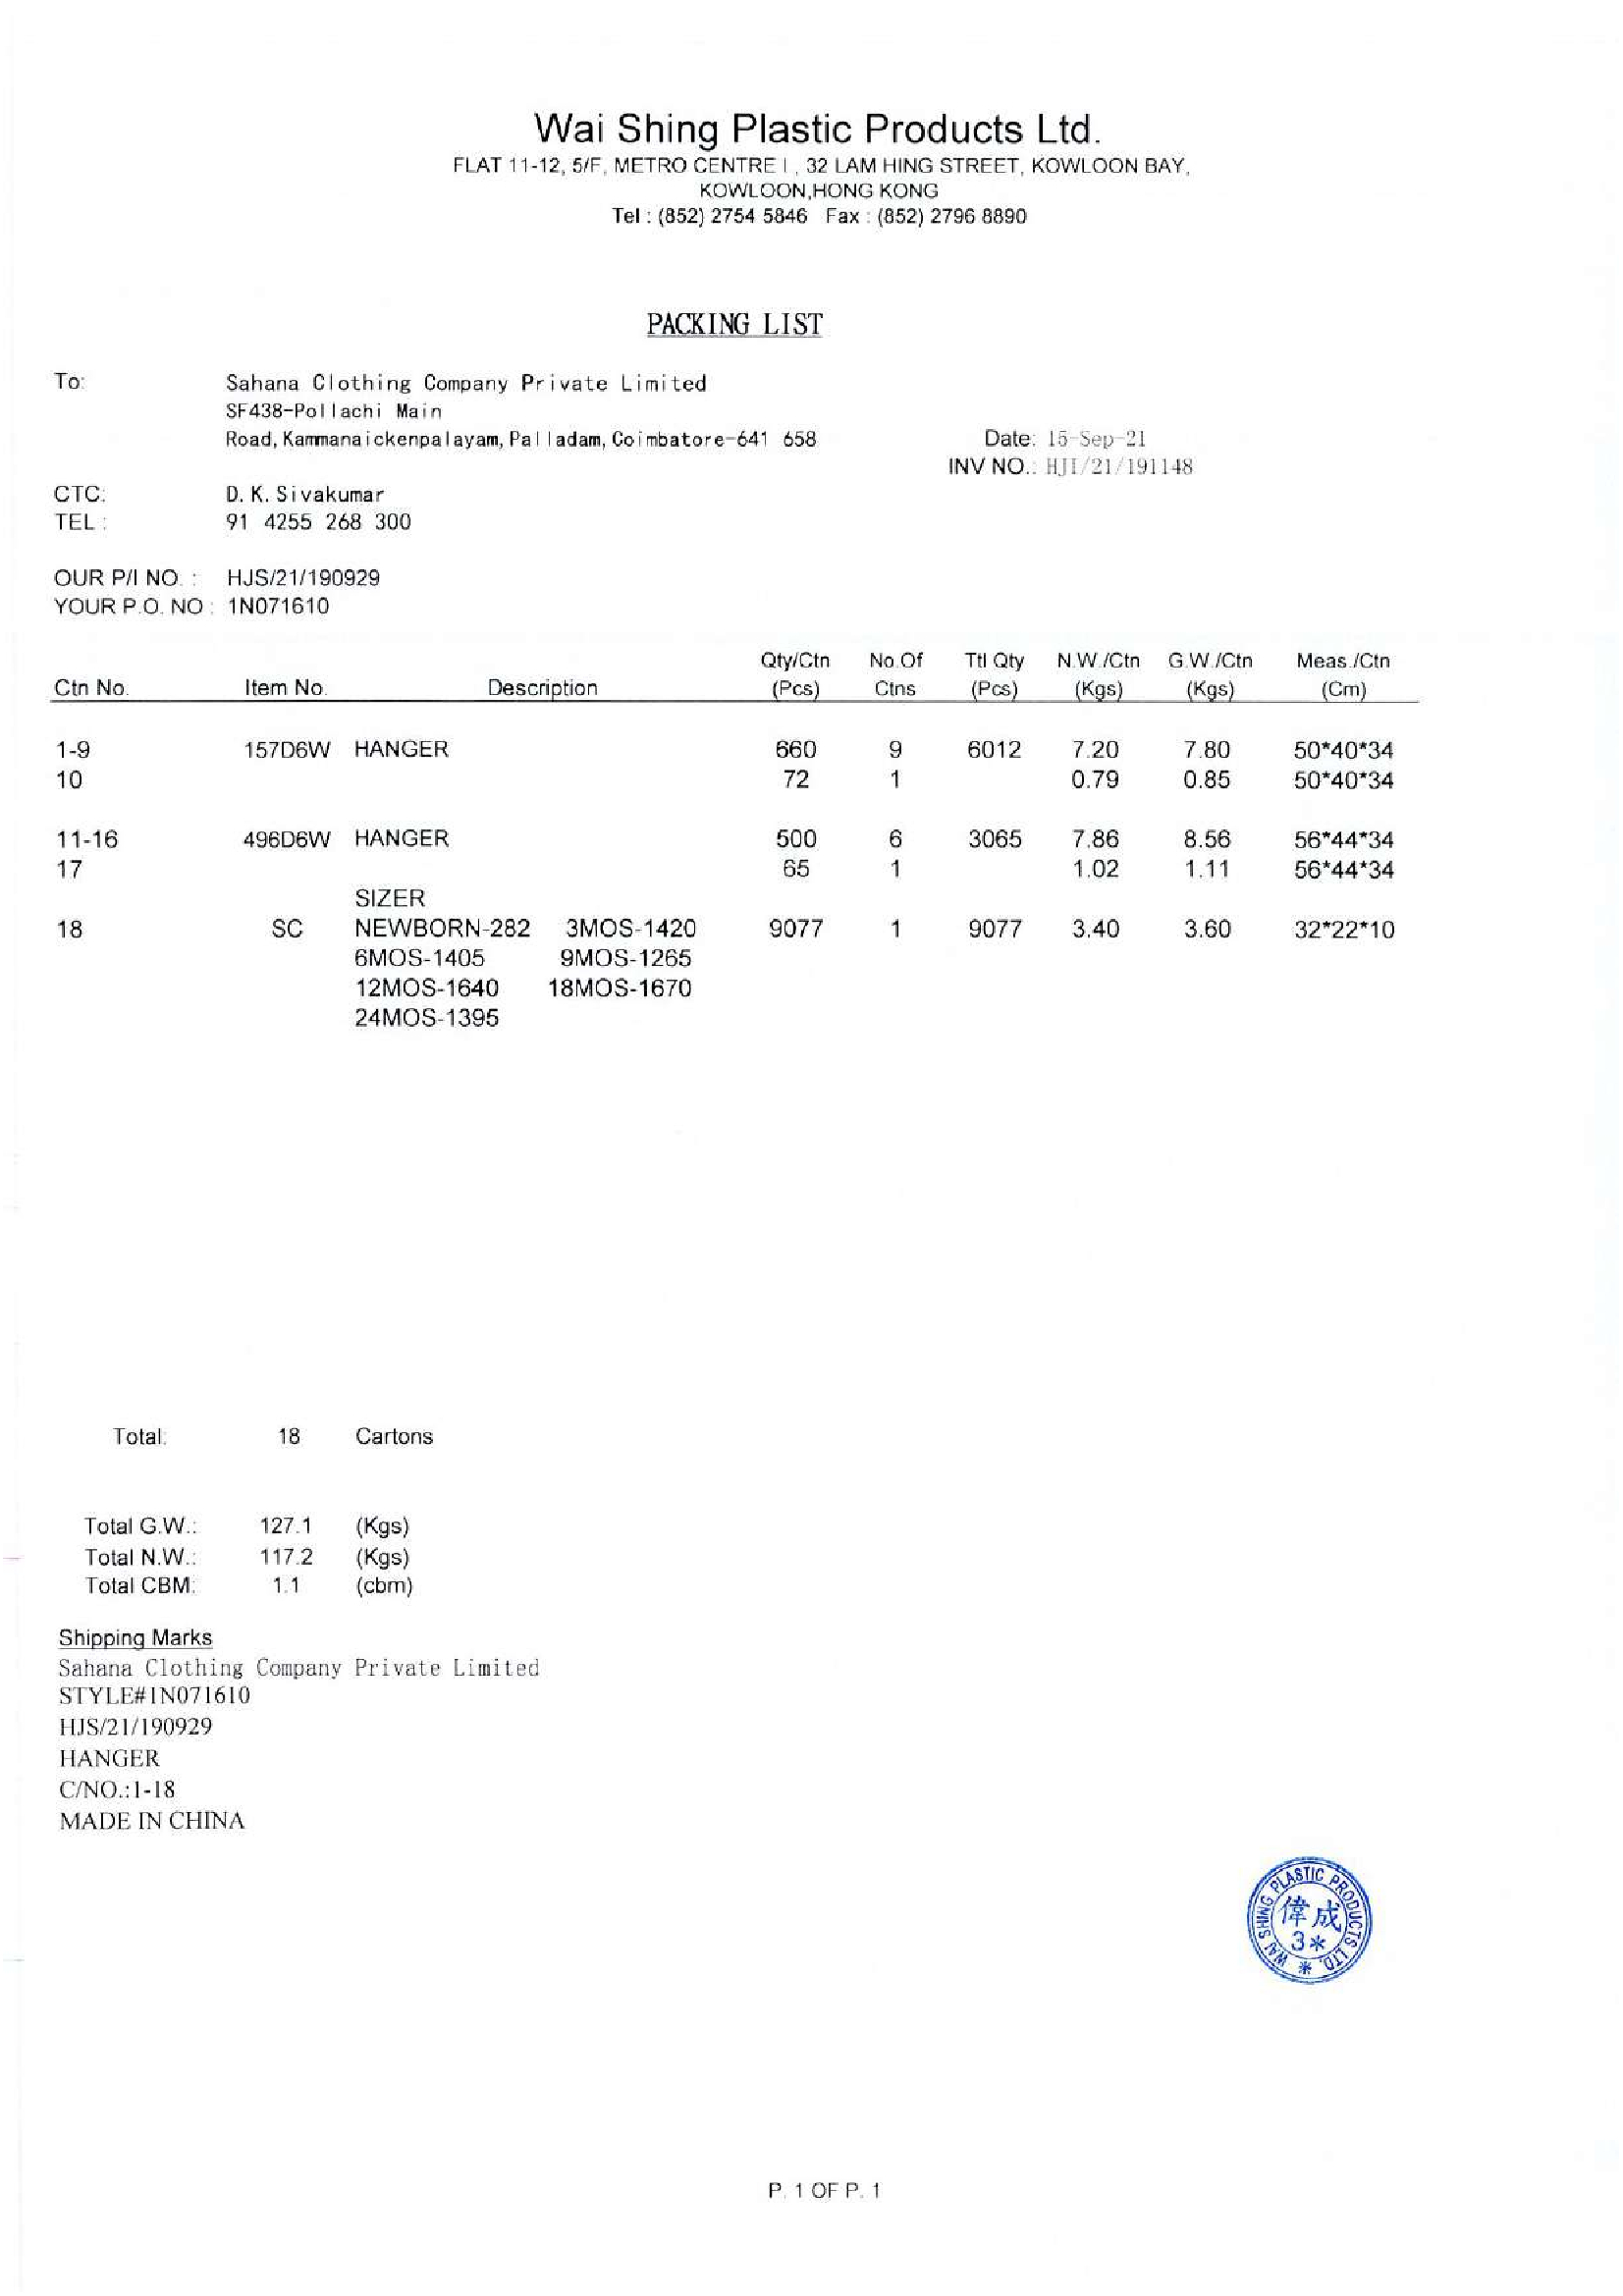 Wai Shing Plastic Products Ltd.
FLAT 11-12, 5/F, METRO CENTRE I , 32 LAM HING STREET, KOWLOON BAY,
KOWLOON,HONG KONG
Tel : (852) 2754 5846 Fax : (852) 2796 8890
PACKING LIST
To: Sahana Clothing Company Private Limited
SF438-Pollachi Main
Road, Kammanaickenpalayam, Palladam, Coimbatore-641 658 Date: 15-Sep-21
INV NO.: HJI/21/191148
CTC: D. K. Sivakumar
TEL : 91 4255 268 300
OUR P/I NO. : HJS/21/190929
YOUR P.O. NO : 1N071610
Qty/Ctn No.Of Ttl Qty N.W./Ctn G.W./Ctn Meas./Ctn
Ctn No. Item No. Description (Pcs) Ctns (Pcs) (Kgs) (Kgs) (Cm)
1-9 157D6W HANGER 660 9 6012 7.20 7.80 50*40*34
10 72 1 0.79 0.85 50*40*34
11-16 496D6W HANGER 500 6 3065 7.86 8.56 56*44*34
17 65 1 1.02 1.11 56*44*34
SIZER
18 SC NEWBORN-282 3MOS-1420 9077 1 9077 3.40 3.60 32*22*10
6MOS-1405 9MOS-1265
12MOS-1640 18MOS-1670
24MOS-1395
Total: 18 Cartons
Total G.W.: 127.1 (Kgs)
Total N.W.: 117.2 (Kgs)
Total CBM: 1.1 (cbm)
Shipping Marks
Sahana Clothing Company Private Limited
STYLE#1N071610
HJS/21/190929
HANGER
C/NO.:1-18
MADE IN CHINA
WAI SHING PLASTIC PRODUCTS LTD.
偉成
3*
*
P. 1 OF P. 1